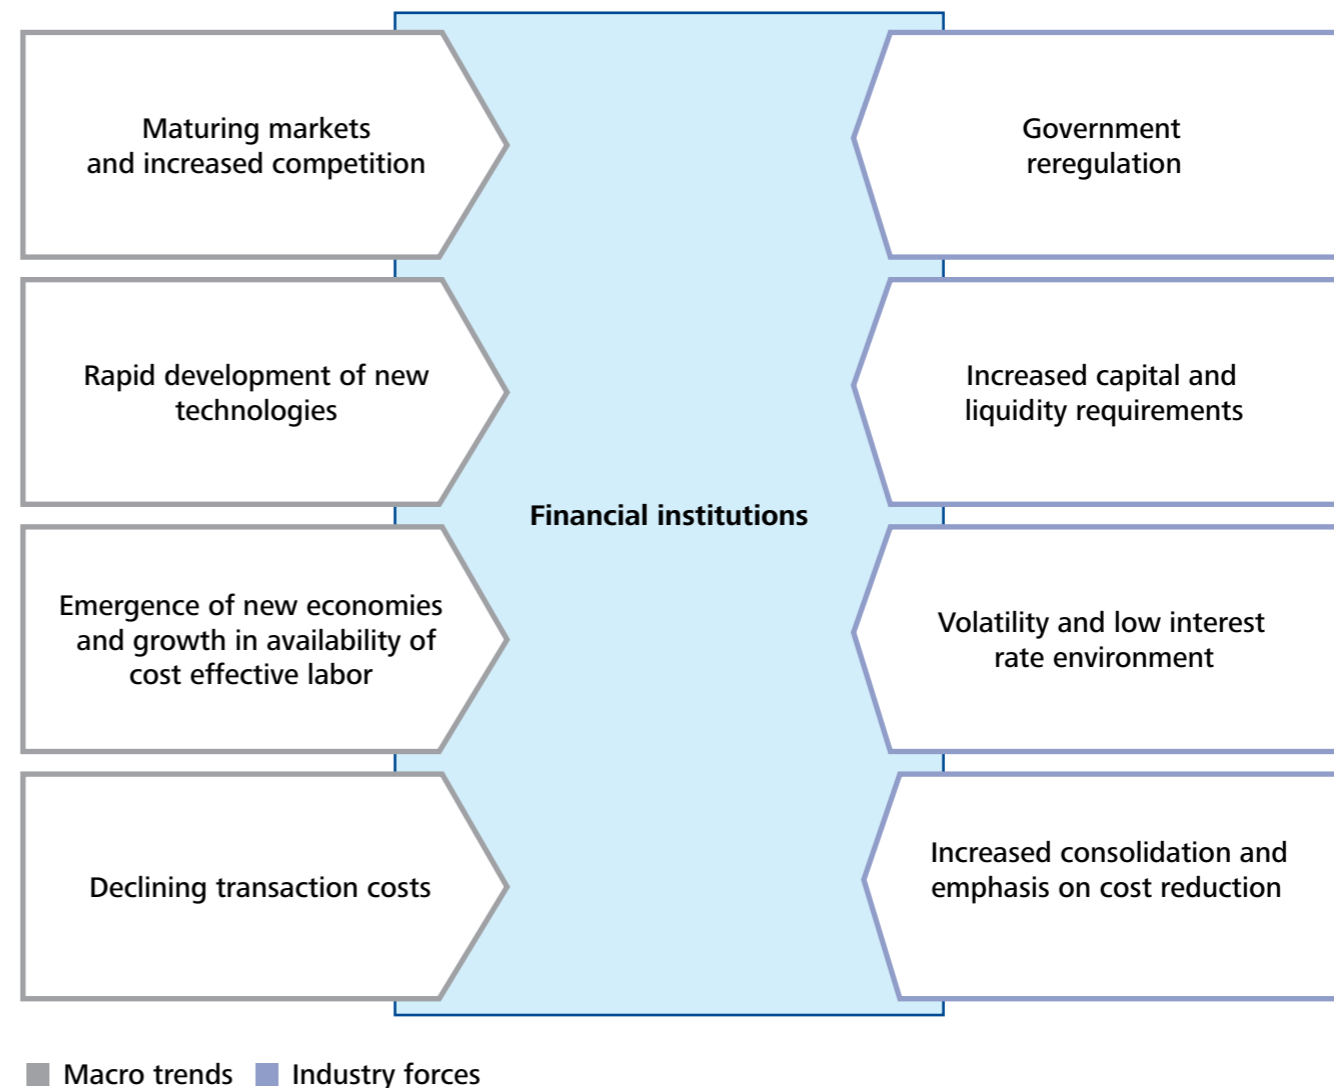 Maturing markets
and increased competition
Rapid development of new
technologies
Emergence of new economies
and growth in availability of
cost effective labor
Declining transaction costs
Financial institutions
Government
reregulation
Increased capital and
liquidity requirements
Volatility and low interest
rate environment
Increased consolidation and
emphasis on cost reduction
Macro trends
Industry forces